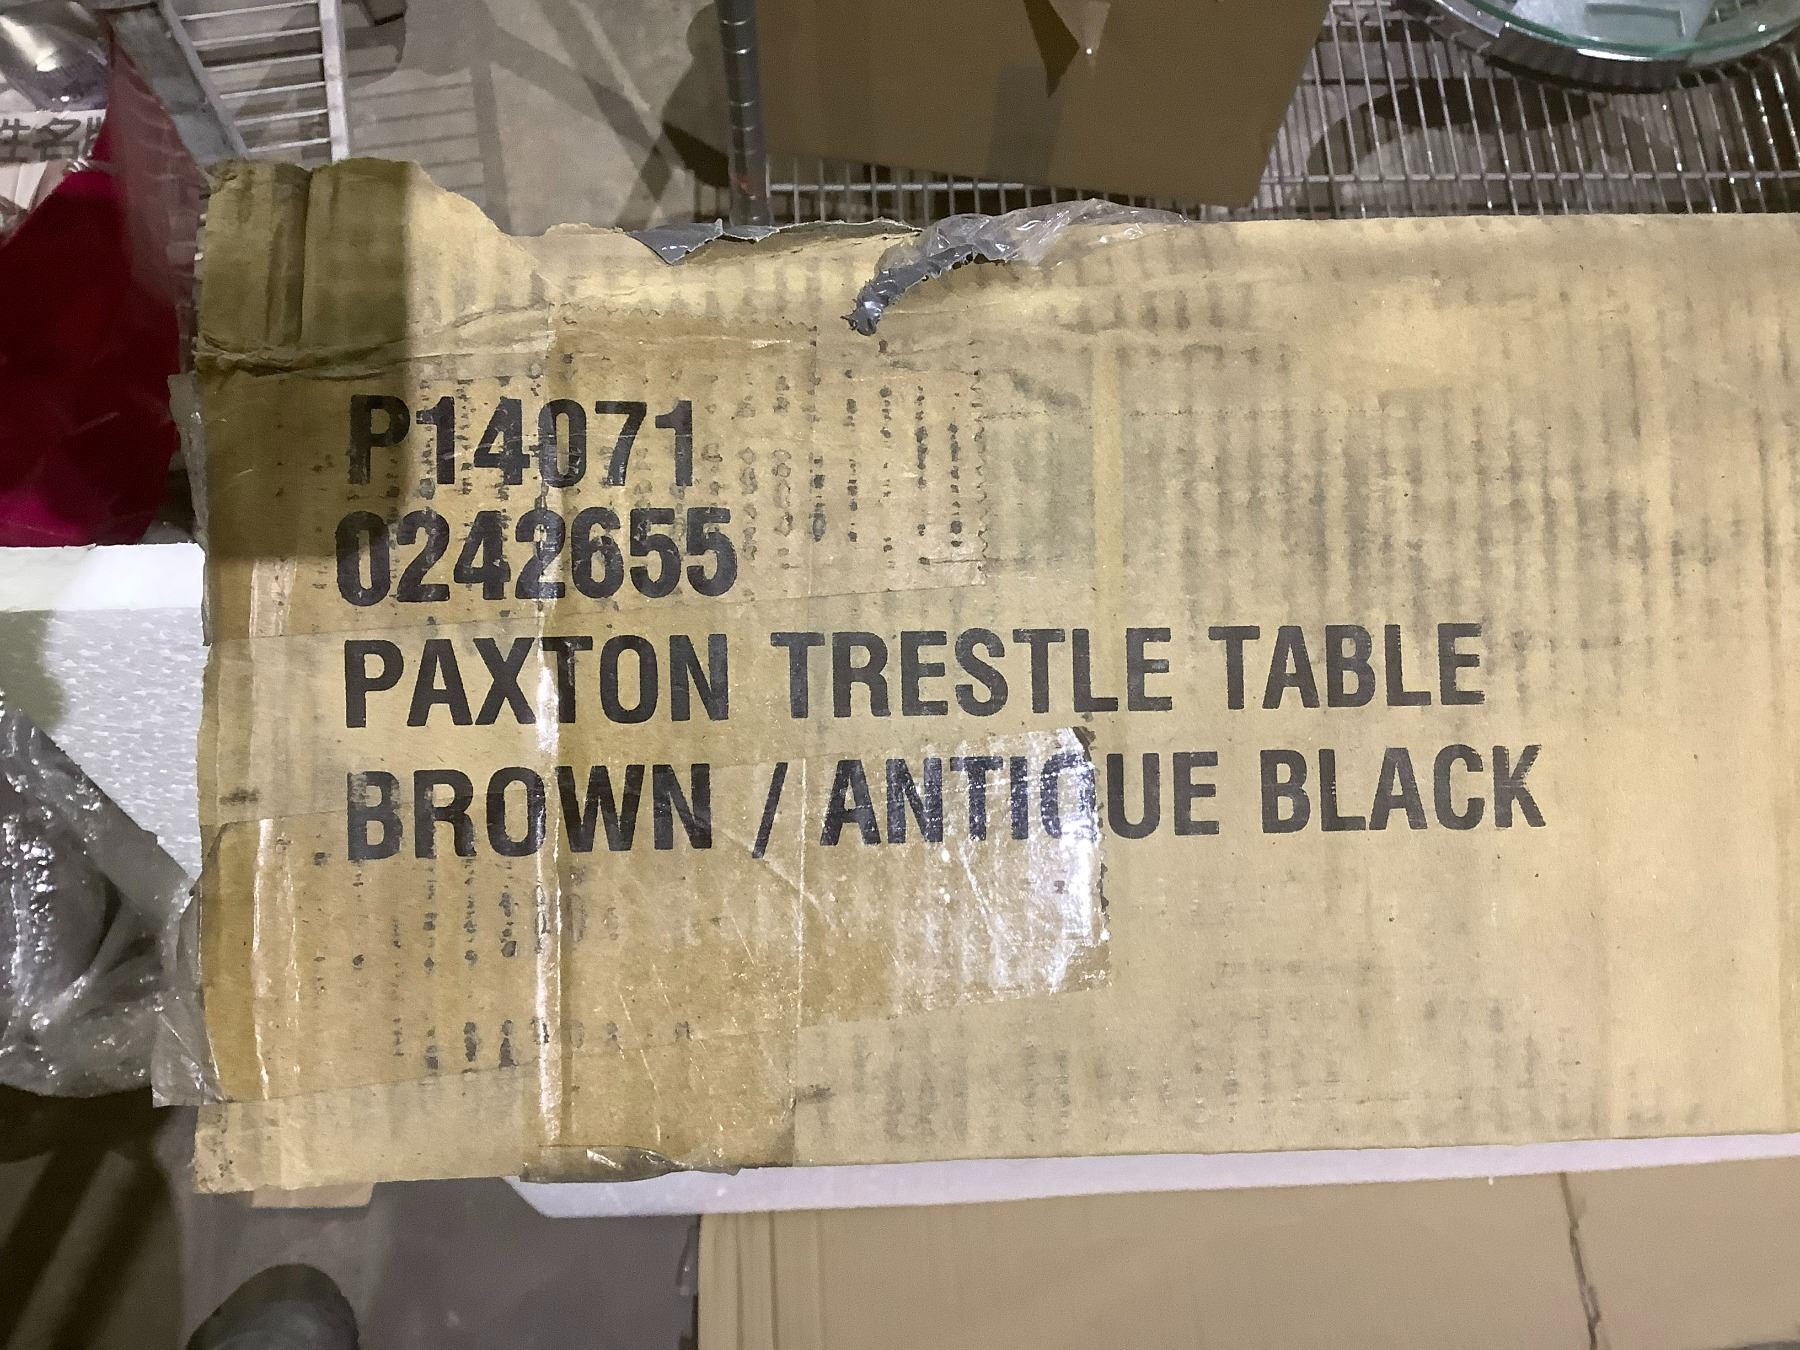 P14071
0242655
PAXTON TRESTLE TABLE
BROWN / ANTIQUE BLACK